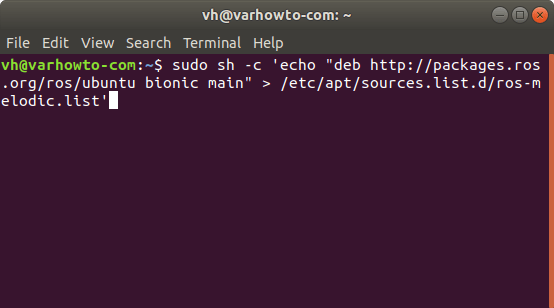 vh@varhowto-com: ~
File Edit View Search Terminal Help
vh@varhowto-com:~$ sudo sh -c 'echo "deb http://packages.ros
.org/ros/ubuntu bionic main" > /etc/apt/sources.list.d/ros-m
elodic.list'